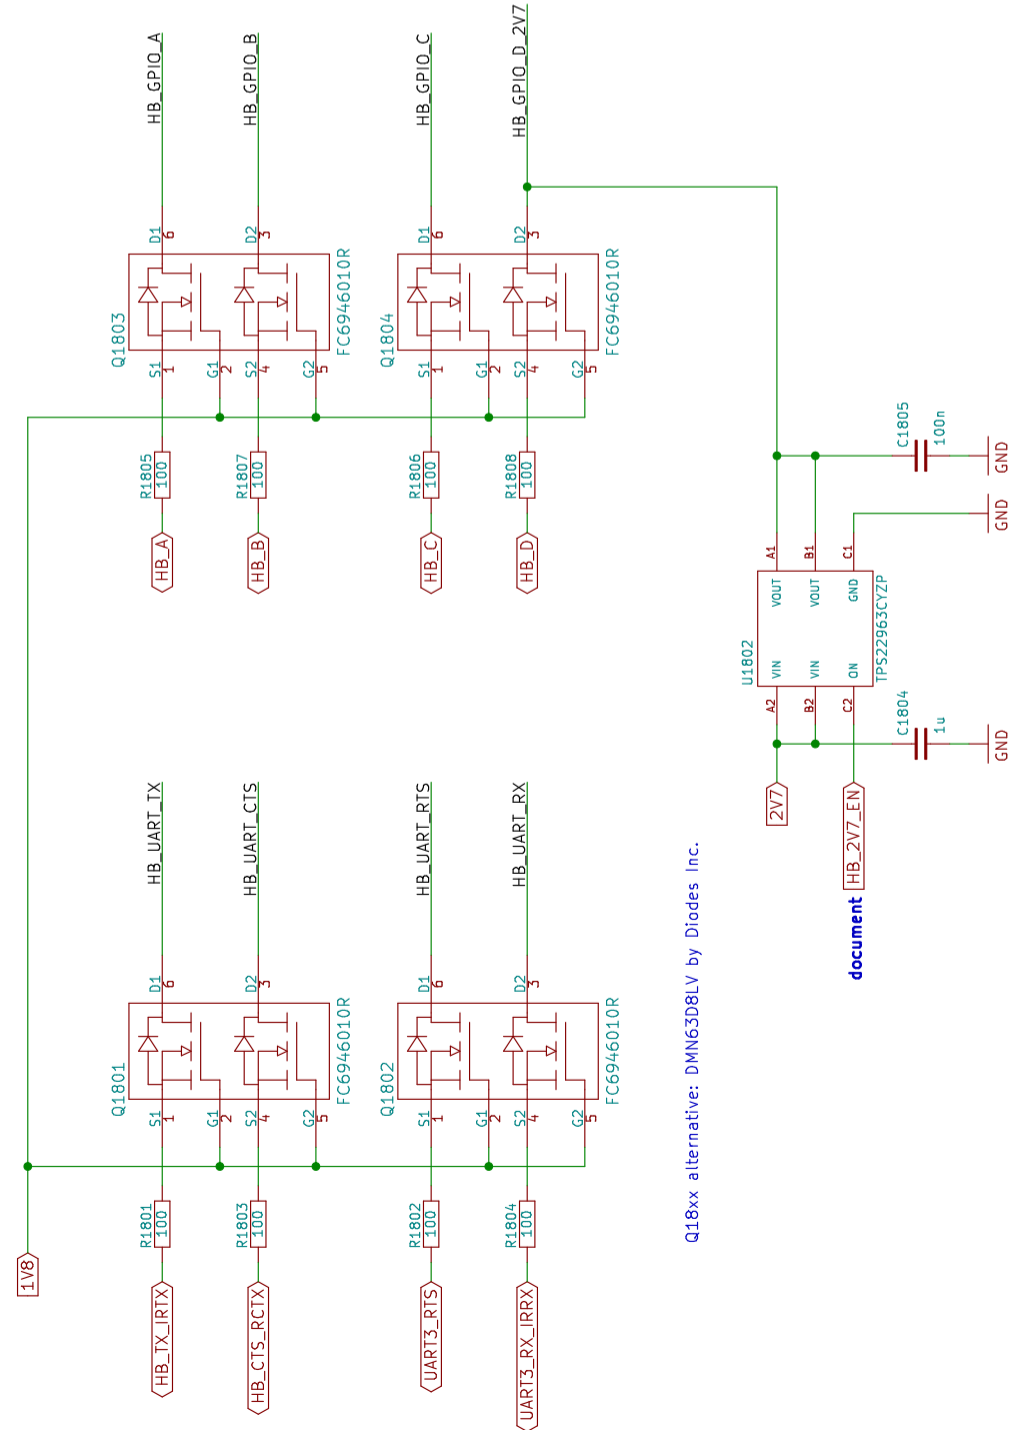 HB_GPIO_A
HB_GPIO_B
HB_GPIO_C
HB_GPIO_D_2V7
D1
6
D2
3
D1
6
D2
3
Q1803
FC6946010R
Q1804
FC6946010R
S1
1
G1
2
S2
4
G2
5
S1
1
G1
2
S2
4
G2
5
R1805
100
R1807
100
R1806
100
R1808
100
HB_A
HB_B
HB_C
HB_D
C1805
100n
GND
GND
A1
B1
C1
VOUT
VOUT
GND
U1802
TPS22963CYZP
VIN
VIN
ON
A2
B2
C2
C1804
1u
GND
2V7
HB_2V7_EN
document
HB_UART_TX
HB_UART_CTS
HB_UART_RTS
HB_UART_RX
D1
6
D2
3
D1
6
D2
3
Q1801
FC6946010R
Q1802
FC6946010R
S1
1
G1
2
S2
4
G2
5
S1
1
G1
2
S2
4
G2
5
Q18xx alternative: DMN63D8LV by Diodes Inc.
R1801
100
R1803
100
R1802
100
R1804
100
1V8
HB_TX_IRTX
HB_CTS_RCTX
UART3_RTS
UART3_RX_IRRX